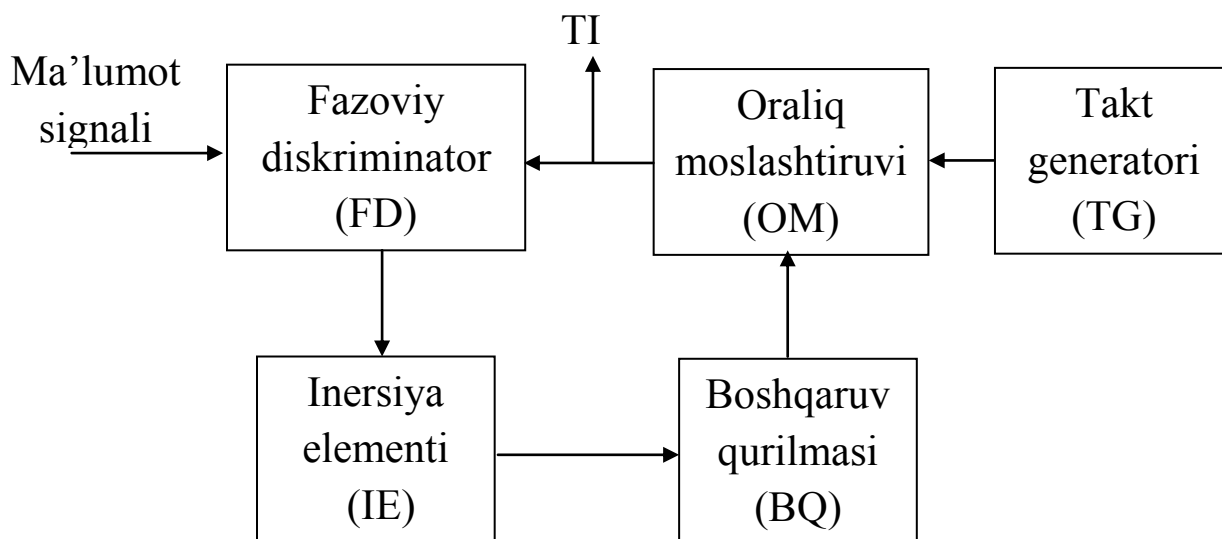 TI
Ma’lumot
signali
Fazoviy
diskriminator
(FD)
Oraliq
moslashtiruvi
(OM)
Takt
generatori
(TG)
Inersiya
elementi
(IE)
Boshqaruv
qurilmasi
(BQ)